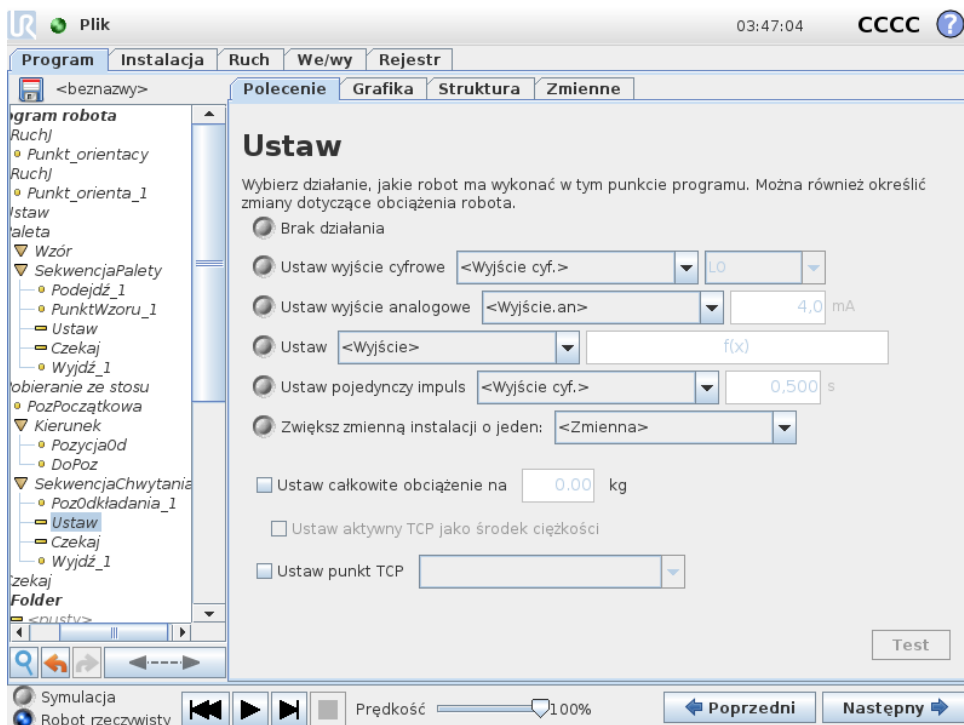 UR Plik 03:47:04 CCCC ?
Program Instalacja Ruch We/wy Rejestr
<beznazwy>
Polecenie Grafika Struktura Zmienne
ogram robota
RuchJ
Punkt_orientacy
RuchJ
Punkt_orienta_1
Ustaw
Paleta
Wzór
SekwencjaPalety
Podejdź_1
PunktWzoru_1
Ustaw
Czekaj
Wyjdź_1
obieranie ze stosu
PozPoczątkowa
Kierunek
PozycjaOd
DoPoz
SekwencjaChwytania
PozOdkładania_1
Ustaw
Czekaj
Wyjdź_1
Czekaj
Folder
<pusty>
Ustaw
Wybierz działanie, jakie robot ma wykonać w tym punkcie programu. Można również określić
zmiany dotyczące obciążenia robota.
Brak działania
Ustaw wyjście cyfrowe <Wyjście cyf.> LO
Ustaw wyjście analogowe <Wyjście.an> 4,0 mA
Ustaw <Wyjście> f(x)
Ustaw pojedynczy impuls <Wyjście cyf.> 0,500 s
Zwiększ zmienną instalacji o jeden: <Zmienna>
Ustaw całkowite obciążenie na 0.00 kg
Ustaw aktywny TCP jako środek ciężkości
Ustaw punkt TCP
Test
Symulacja
Robot rzeczywisty
Prędkość 100%
Poprzedni Następny